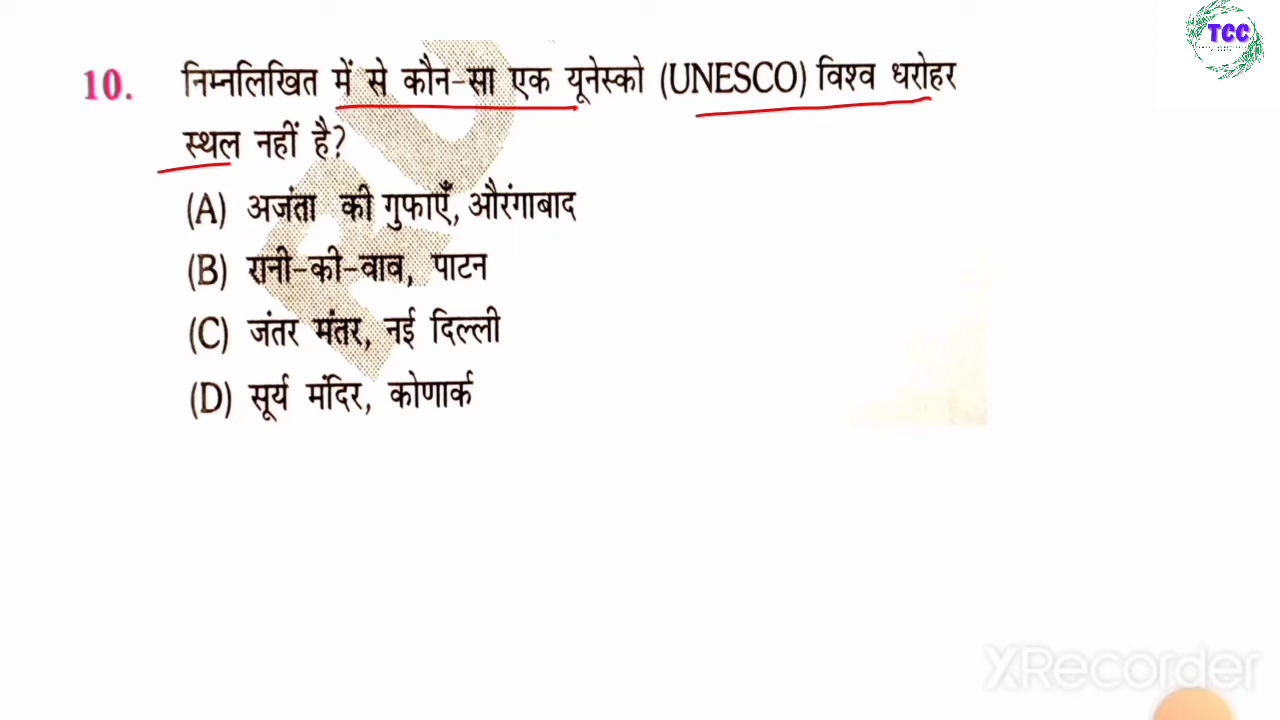 TCC
10. निम्नलिखित में से कौन-सा एक यूनेस्को (UNESCO) विश्व धरोहर
स्थल नहीं है?
(A) अजंता की गुफाएँ, औरंगाबाद
(B) रानी-की-वाव, पाटन
(C) जंतर मंतर, नई दिल्ली
(D) सूर्य मंदिर, कोणार्क
XRecorder